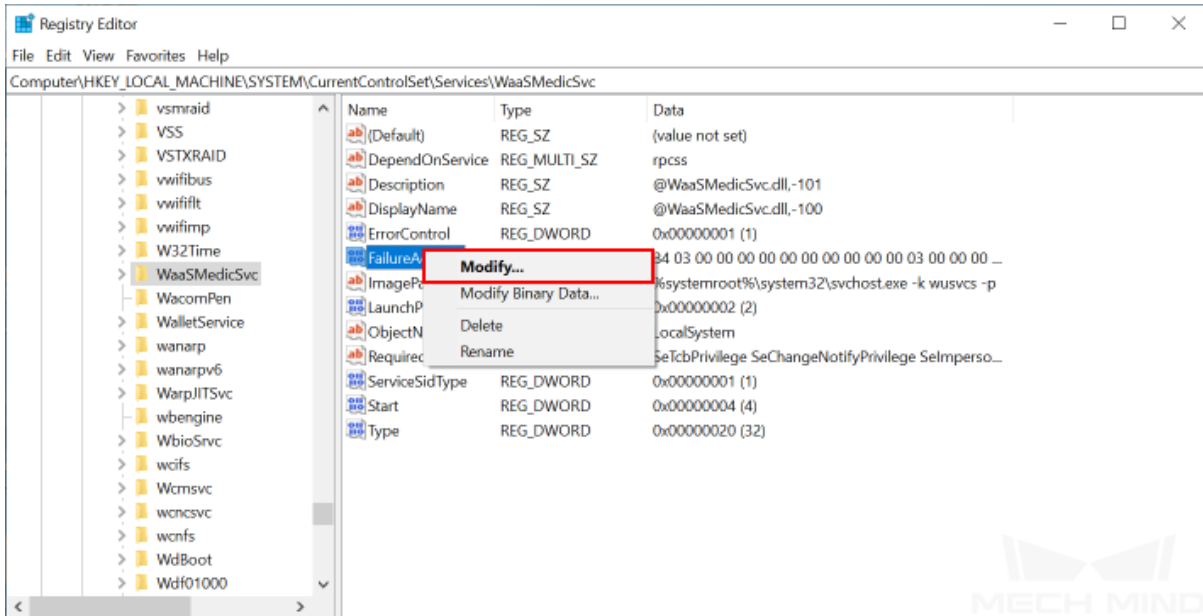 Registry Editor
File Edit View Favorites Help
Computer\HKEY_LOCAL_MACHINE\SYSTEM\CurrentControlSet\Services\WaaSMedicSvc
vsmraid
VSS
VSTXRAID
vwifibus
vwififlt
vwifimp
W32Time
WaaSMedicSvc
WacomPen
WalletService
wanarp
wanarpv6
WarpJITSvc
wbengine
WbioSrvc
wcifs
Wcmsvc
wcncsvc
wcnfs
WdBoot
Wdf01000
Name Type Data
(Default) REG_SZ (value not set)
DependOnService REG_MULTI_SZ rpcss
Description REG_SZ @WaaSMedicSvc.dll,-101
DisplayName REG_SZ @WaaSMedicSvc.dll,-100
ErrorControl REG_DWORD 0x00000001 (1)
FailureA 84 03 00 00 00 00 00 00 00 00 00 00 03 00 00 00 ...
ImagePa %systemroot%\system32\svchost.exe -k wusvcs -p
LaunchP 0x00000002 (2)
ObjectN LocalSystem
Required SeTcbPrivilege SeChangeNotifyPrivilege SeImperso...
ServiceSidType REG_DWORD 0x00000001 (1)
Start REG_DWORD 0x00000004 (4)
Type REG_DWORD 0x00000020 (32)
Modify...
Modify Binary Data...
Delete
Rename
MECH MIND